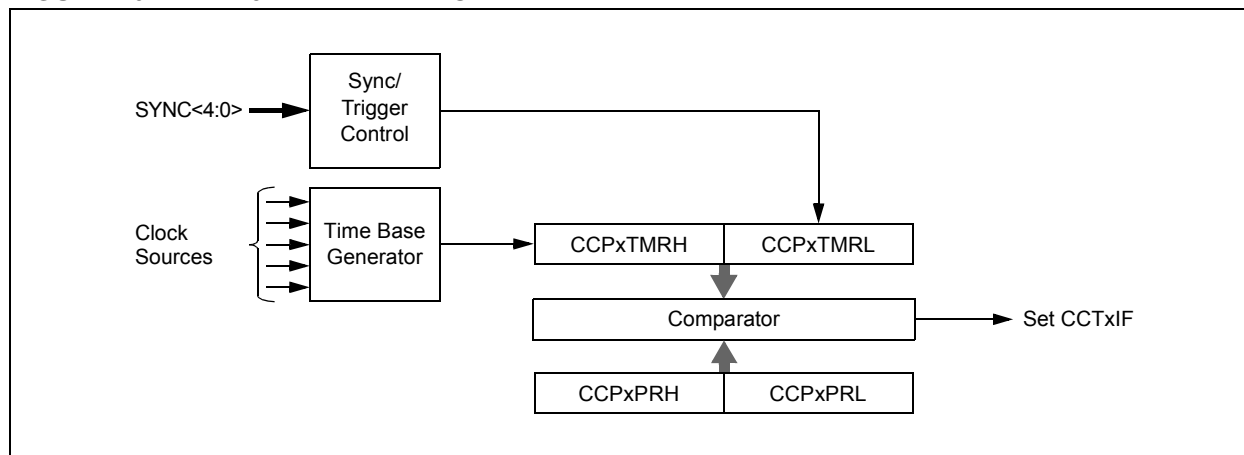 Sync/
Trigger
Control
SYNC<4:0>
Clock
Sources
Time Base
Generator
CCPxTMRH
CCPxTMRL
Comparator
Set CCTxIF
CCPxPRH
CCPxPRL